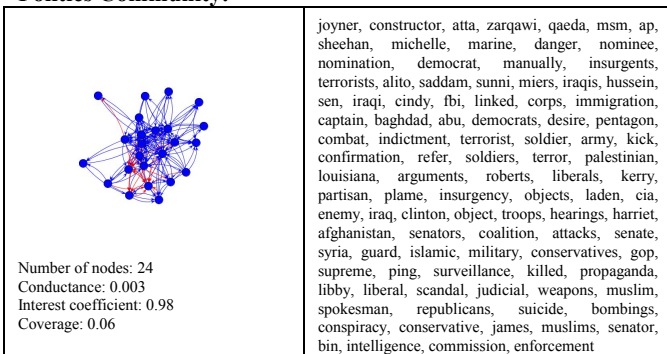 Politics Community:
joyner, constructor, atta, zarqawi, qaeda, msm, ap,
sheehan, michelle, marine, danger, nominee,
nomination, democrat, manually, insurgents,
terrorists, alito, saddam, sunni, miers, iraqis, hussein,
sen, iraqi, cindy, fbi, linked, corps, immigration,
captain, baghdad, abu, democrats, desire, pentagon,
combat, indictment, terrorist, soldier, army, kick,
confirmation, refer, soldiers, terror, palestinian,
louisiana, arguments, roberts, liberals, kerry,
partisan, plame, insurgency, objects, laden, cia,
enemy, iraq, clinton, object, troops, hearings, harriet,
afghanistan, senators, coalition, attacks, senate,
syria, guard, islamic, military, conservatives, gop,
supreme, ping, surveillance, killed, propaganda,
libby, liberal, scandal, judicial, weapons, muslim,
spokesman, republicans, suicide, bombings,
conspiracy, conservative, james, muslims, senator,
bin, intelligence, commission, enforcement
Number of nodes: 24
Conductance: 0.003
Interest coefficient: 0.98
Coverage: 0.06